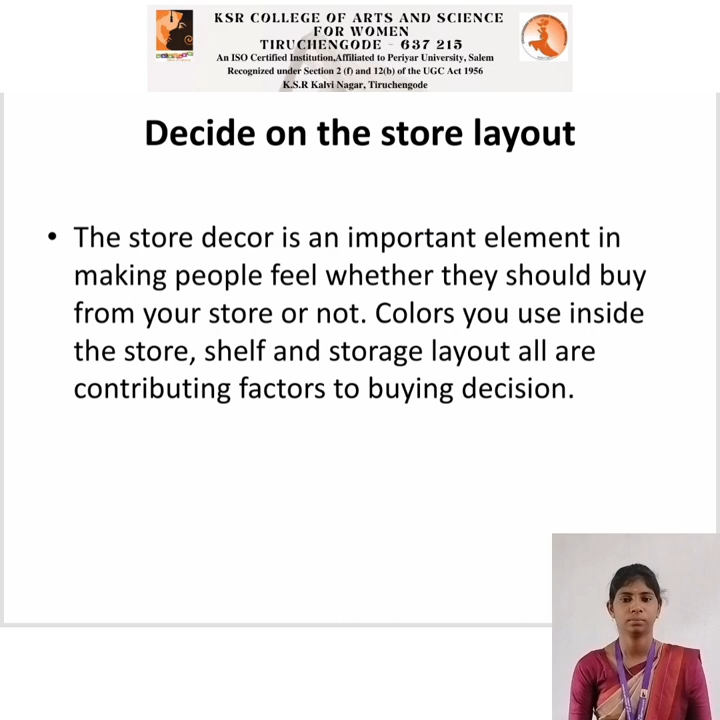 KSR COLLEGE OF ARTS AND SCIENCE
FOR WOMEN
TIRUCHENGODE - 637 215
An ISO Certified Institution,Affiliated to Periyar University, Salem
Recognized under Section 2 (f) and 12(b) of the UGC Act 1956
K.S.R Kalvi Nagar, Tiruchengode
Decide on the store layout
• The store decor is an important element in
making people feel whether they should buy
from your store or not. Colors you use inside
the store, shelf and storage layout all are
contributing factors to buying decision.